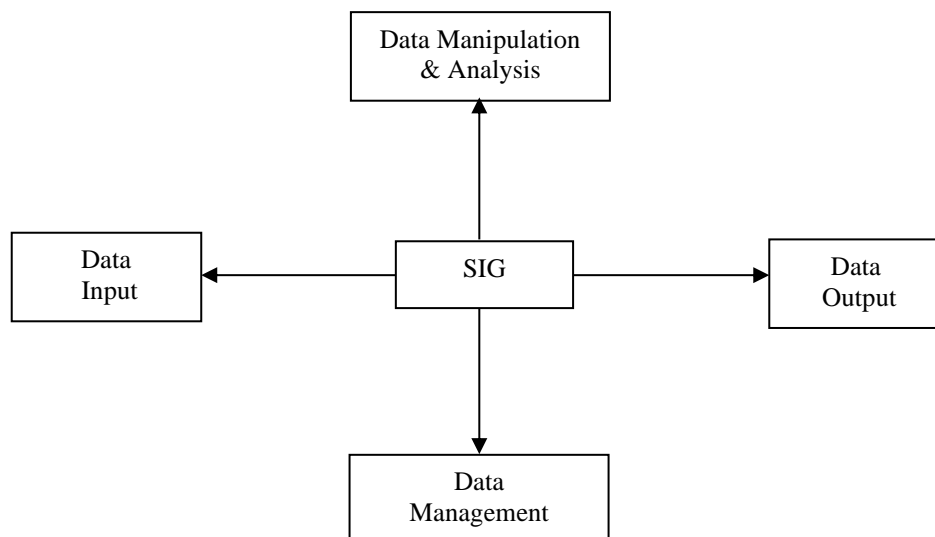 Data Manipulation
& Analysis
Data
Input
SIG
Data
Output
Data
Management